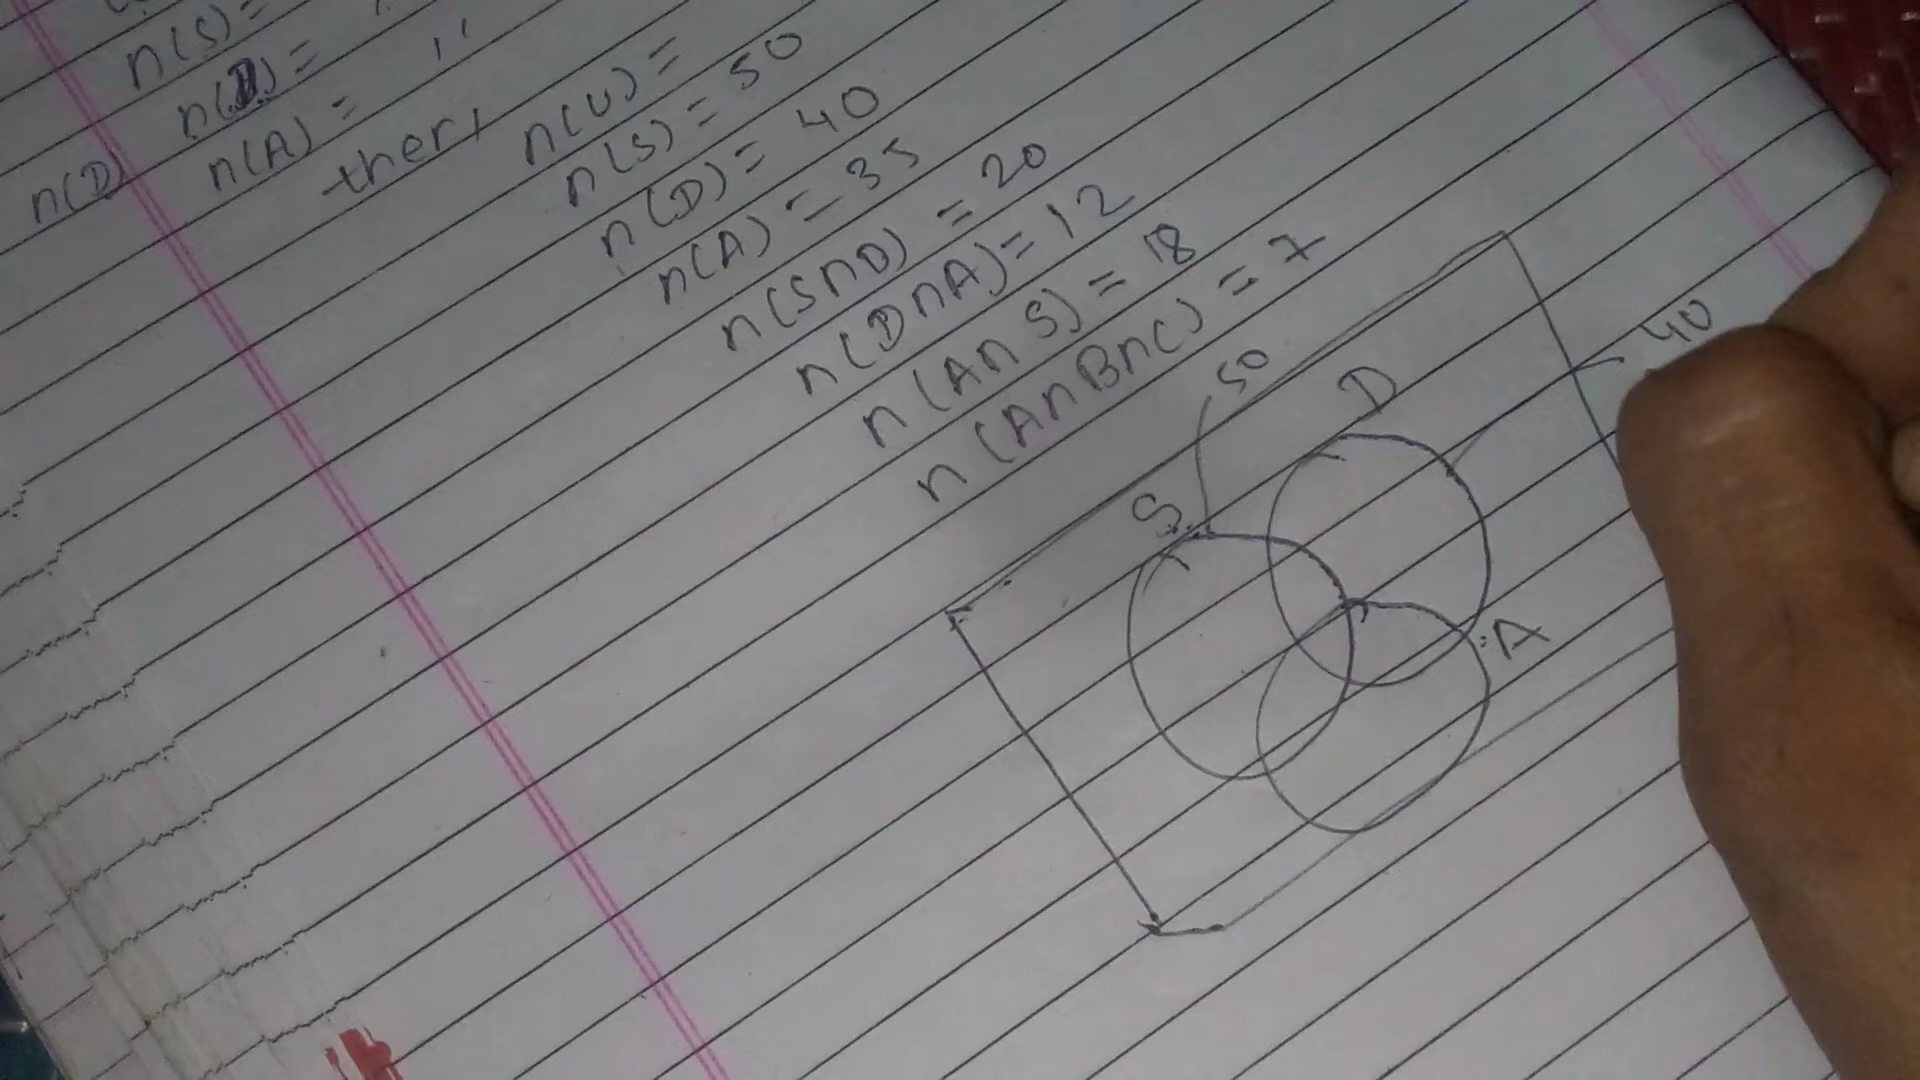 n(S)=
n(D)=
n(D)
n(A)= ''
then,
n(U)=
n(S)= 50
n(D)= 40
n(A)= 35
n(S∩D) = 20
n(D∩A)= 12
n(A∩S) = 18
n(A∩B∩C) = 7
50
40
D
S
A